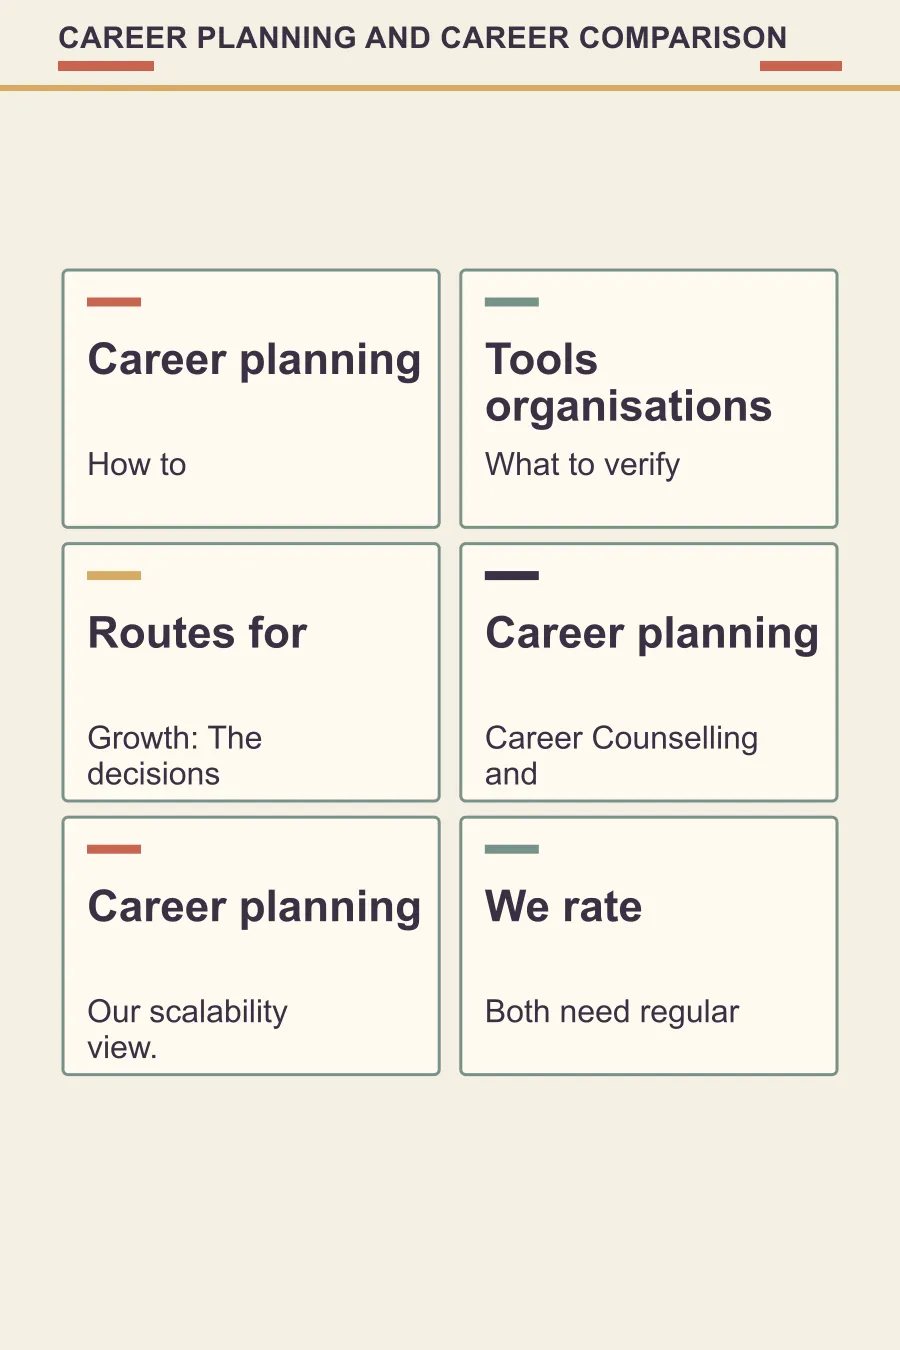 CAREER PLANNING AND CAREER COMPARISON
Career planning
How to
Tools
organisations
What to verify
Routes for
Growth: The
decisions
Career planning
Career Counselling
and
Career planning
Our scalability
view.
We rate
Both need regular